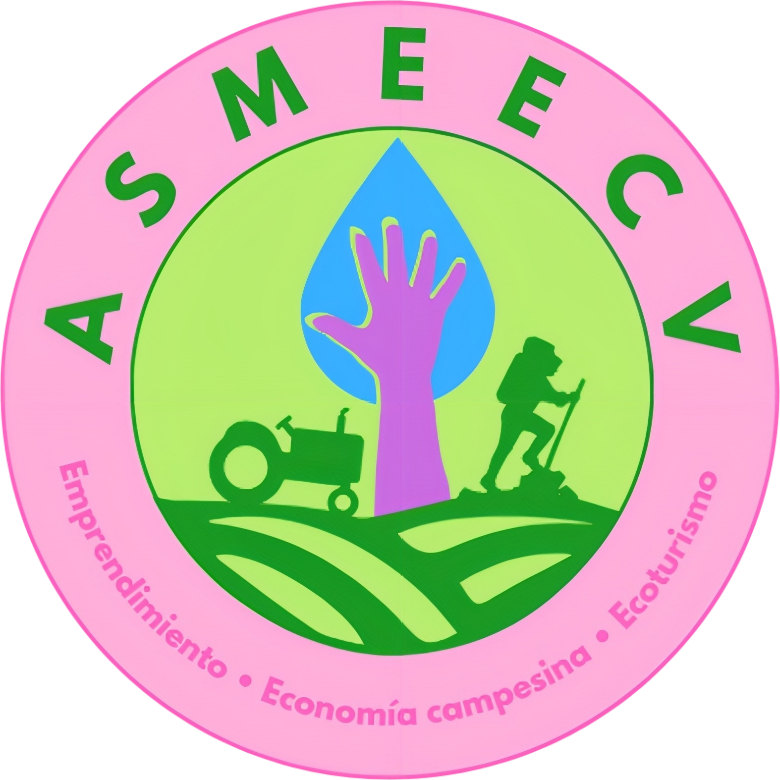 ASMEECV
Emprendimiento • Economía campesina • Ecoturismo